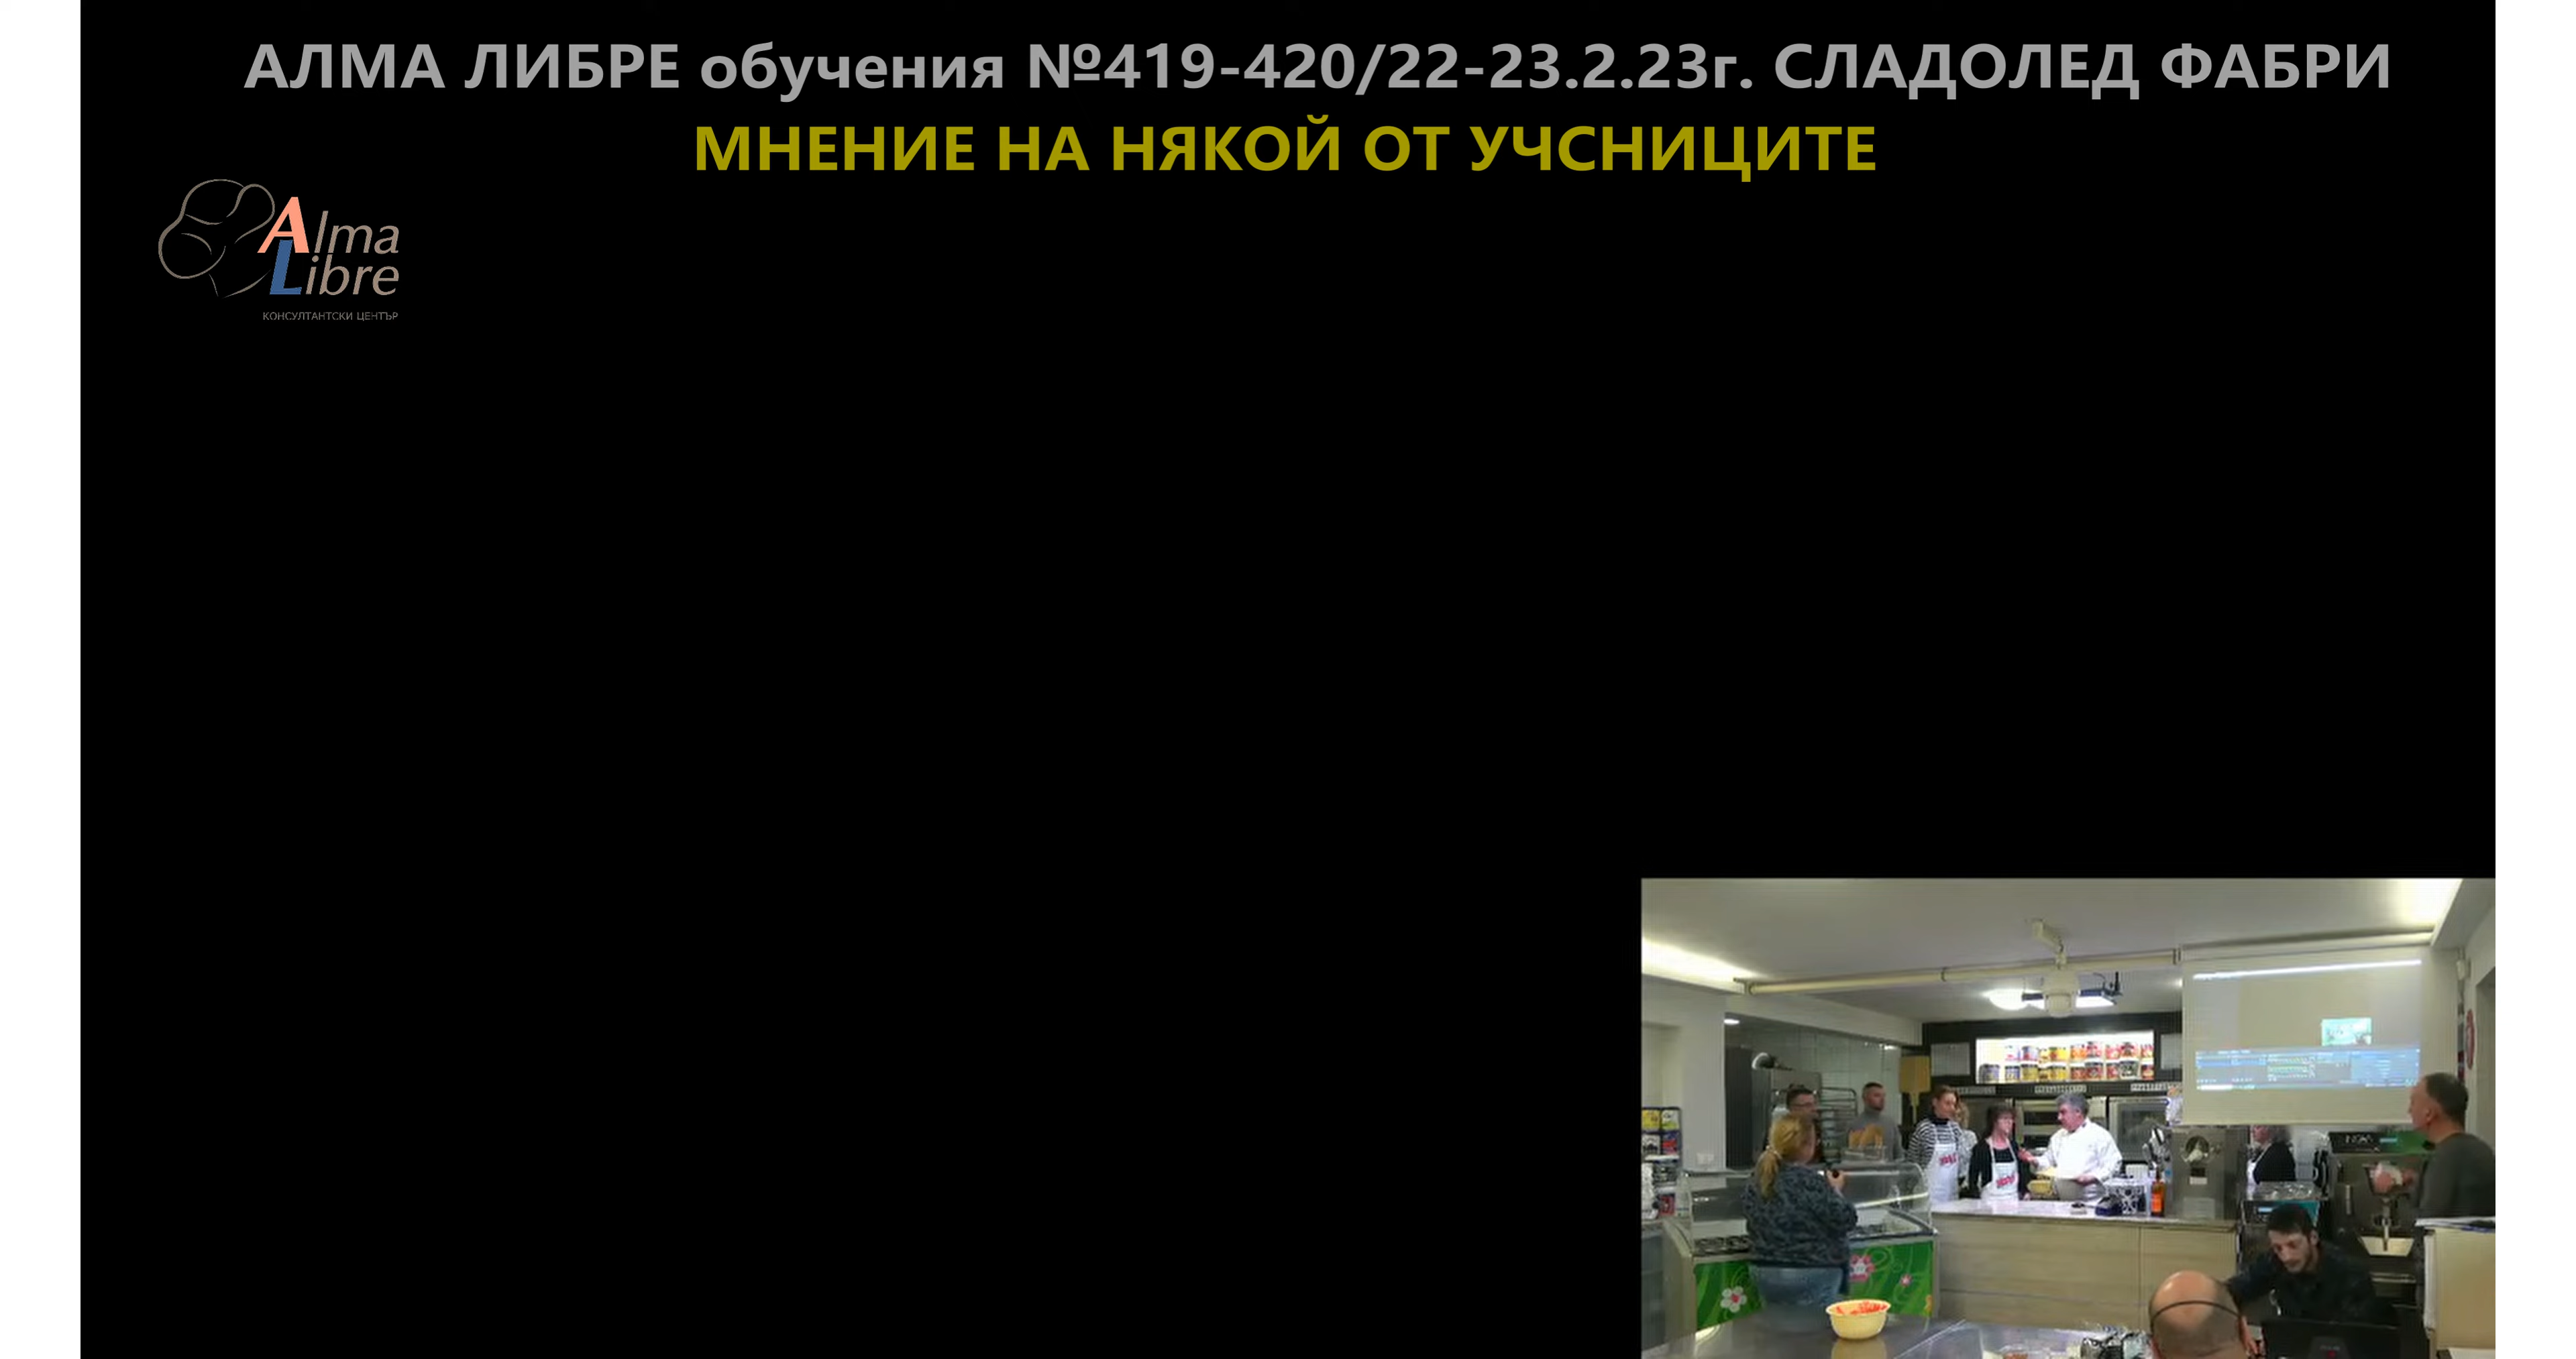 АЛМА ЛИБРЕ обучения №419-420/22-23.2.23г. СЛАДОЛЕД ФАБРИ
МНЕНИЕ НА НЯКОЙ ОТ УЧСНИЦИТЕ
Alma
Libre
КОНСУЛТАНТСКИ ЦЕНТЪР